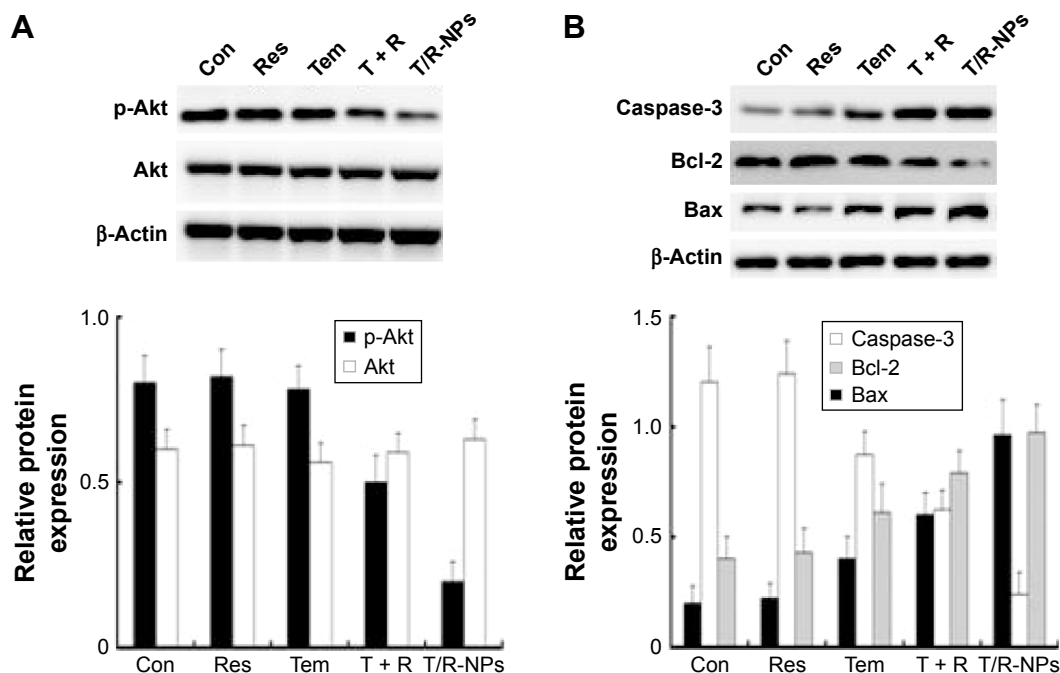 A
Con Res Tem T + R T/R-NPs
p-Akt
Akt
β-Actin
1.0
0.5
0
Relative protein
expression
p-Akt
Akt
Con Res Tem T + R T/R-NPs
B
Con Res Tem T + R T/R-NPs
Caspase-3
Bcl-2
Bax
β-Actin
1.5
1.0
0.5
0
Relative protein
expression
Caspase-3
Bcl-2
Bax
Con Res Tem T + R T/R-NPs